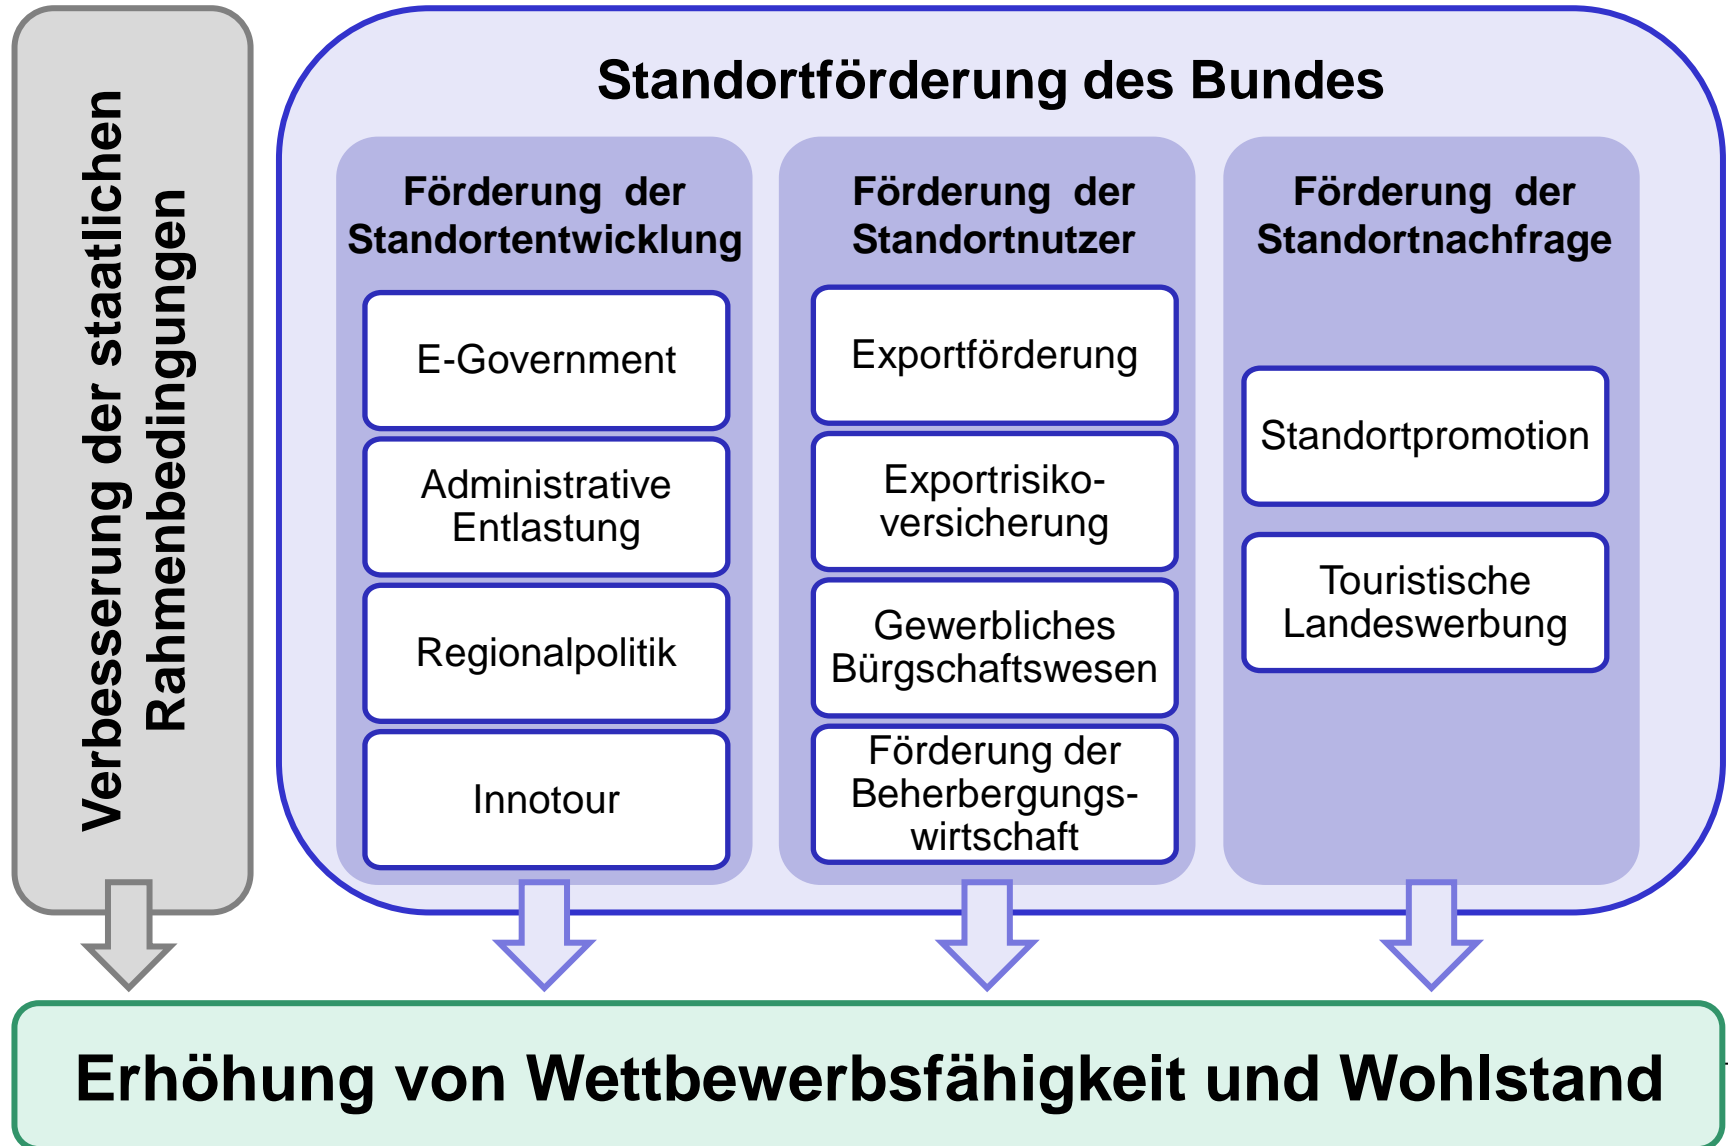 Verbesserung der staatlichen
Rahmenbedingungen
Standortförderung des Bundes
Förderung der
Standortentwicklung
E-Government
Administrative
Entlastung
Regionalpolitik
Innotour
Förderung der
Standortnutzer
Exportförderung
Exportrisiko-
versicherung
Gewerbliches
Bürgschaftswesen
Förderung der
Beherbergungs-
wirtschaft
Förderung der
Standortnachfrage
Standortpromotion
Touristische
Landeswerbung
Erhöhung von Wettbewerbsfähigkeit und Wohlstand